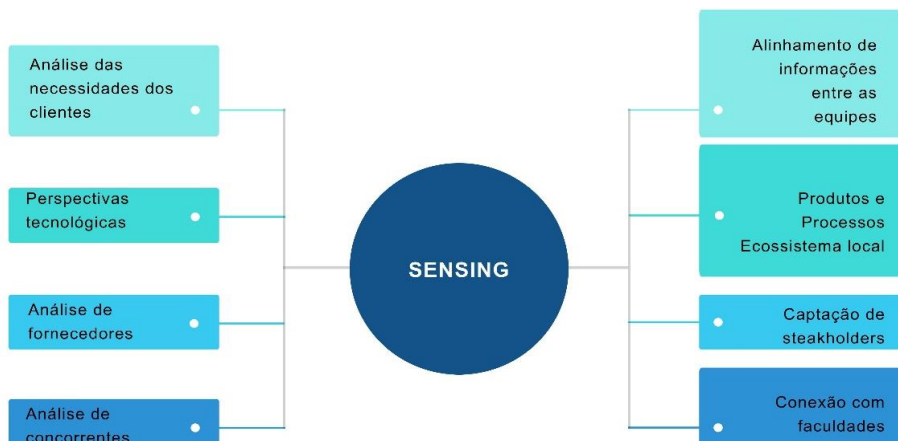 Análise das
necessidades dos
clientes
Perspectivas
tecnológicas
Análise de
fornecedores
Análise de
concorrentes
SENSING
Alinhamento de
informações
entre as
equipes
Produtos e
Processos
Ecossistema local
Captação de
steakholders
Conexão com
faculdades